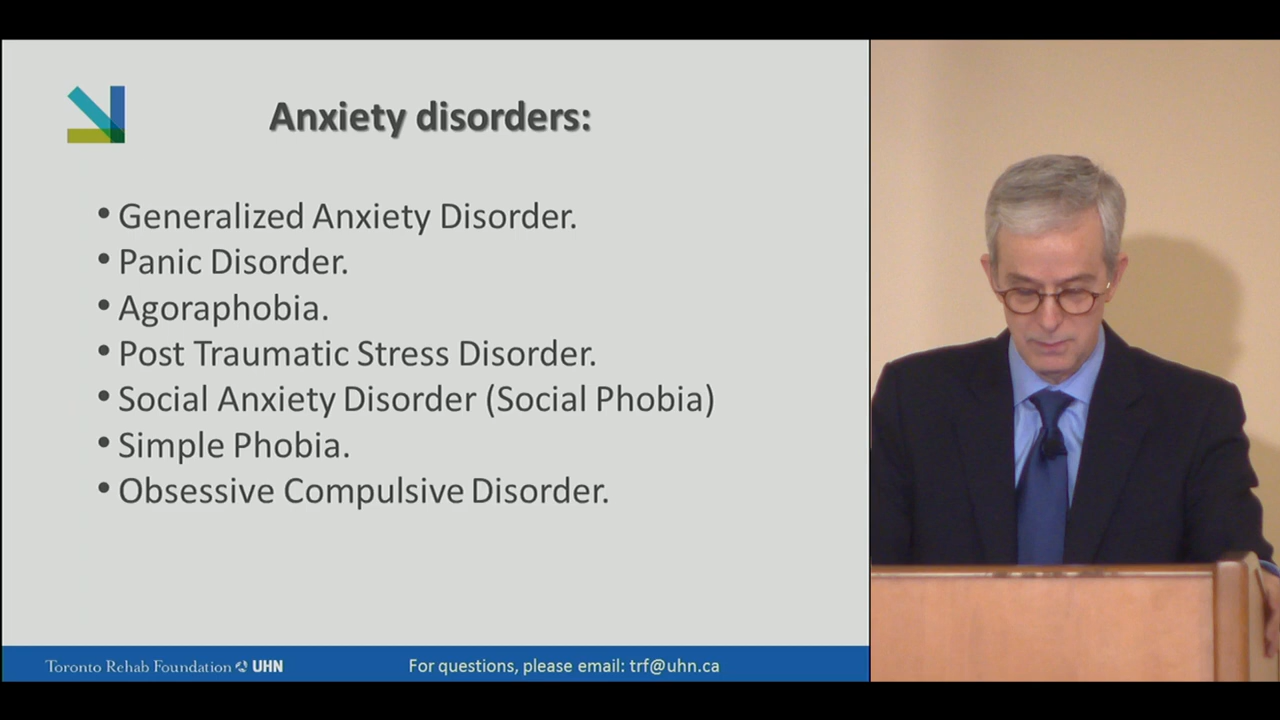 Anxiety disorders:
• Generalized Anxiety Disorder.
• Panic Disorder.
• Agoraphobia.
• Post Traumatic Stress Disorder.
• Social Anxiety Disorder (Social Phobia)
• Simple Phobia.
• Obsessive Compulsive Disorder.
Toronto Rehab Foundation UHN
For questions, please email: trf@uhn.ca